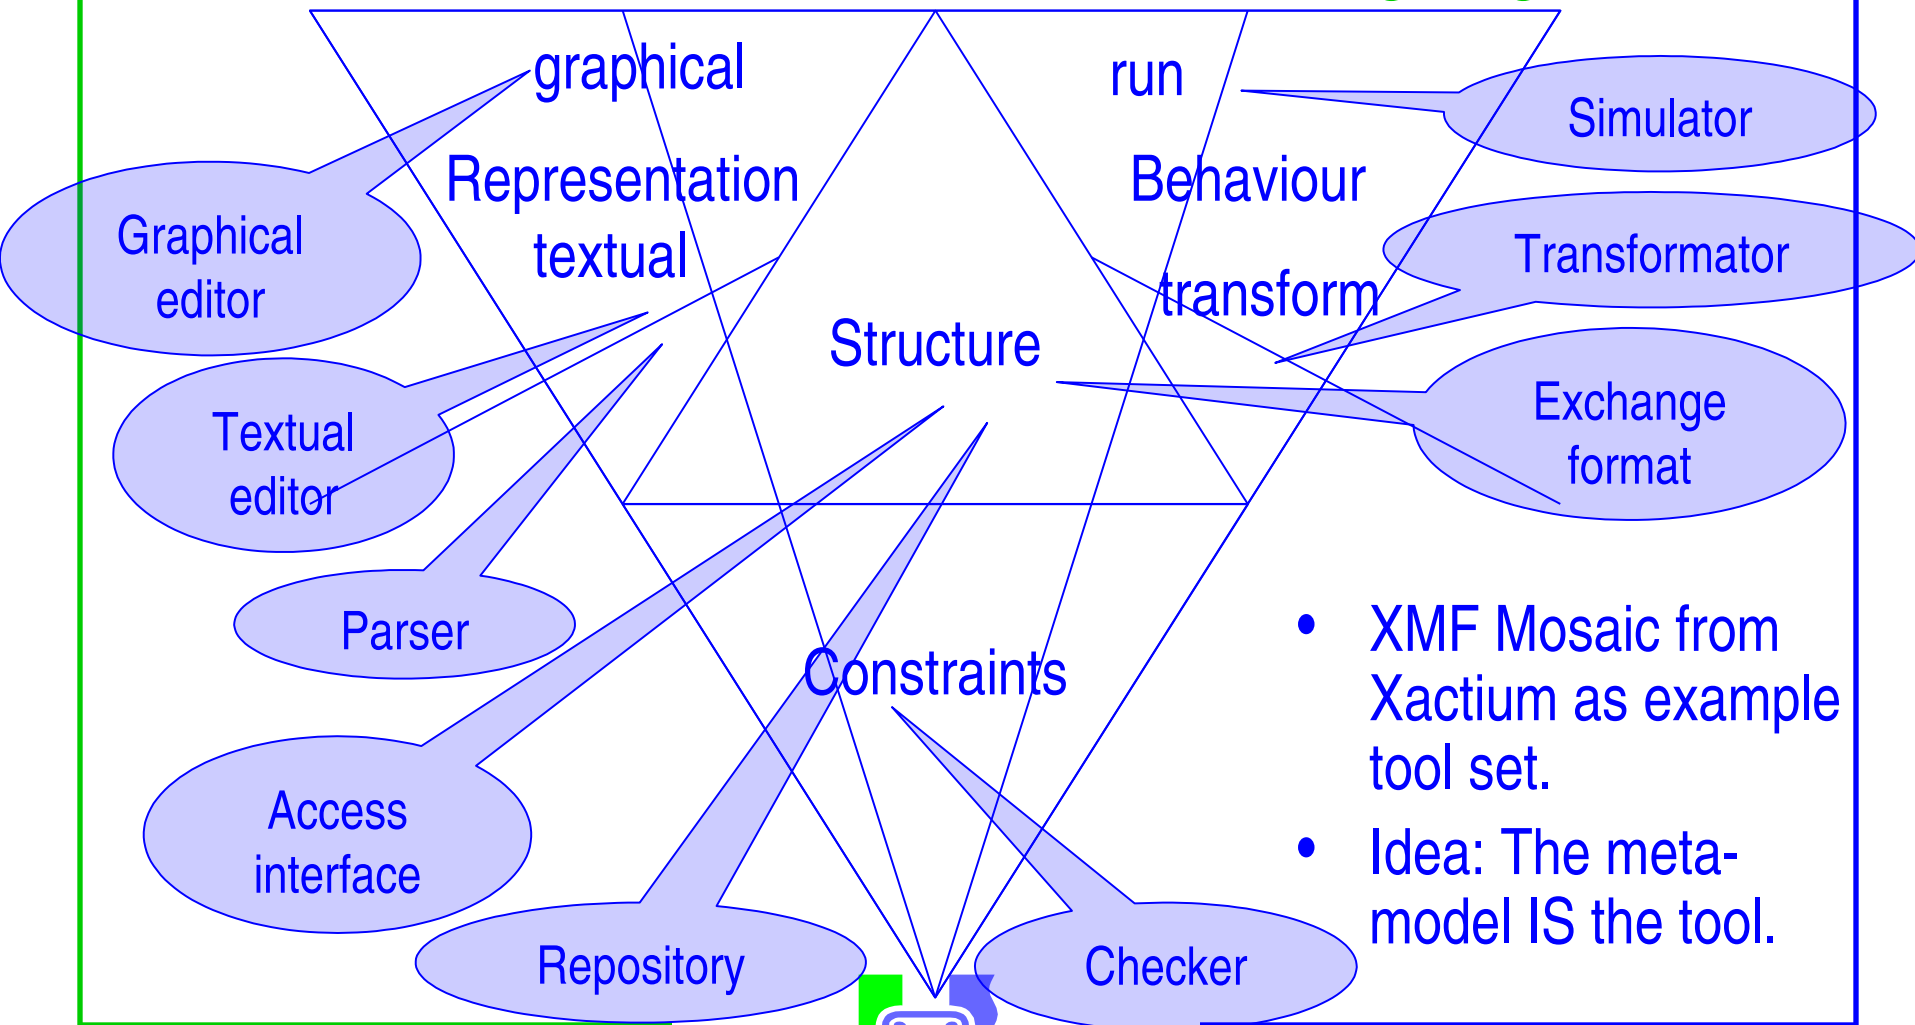 graphical
run
Simulator
Representation
Behaviour
Graphical
editor
textual
Transformator
transform
Structure
Exchange
format
Textual
editor
Parser
Constraints
• XMF Mosaic from
Xactium as example
tool set.
• Idea: The meta-
model IS the tool.
Access
interface
Repository
Checker